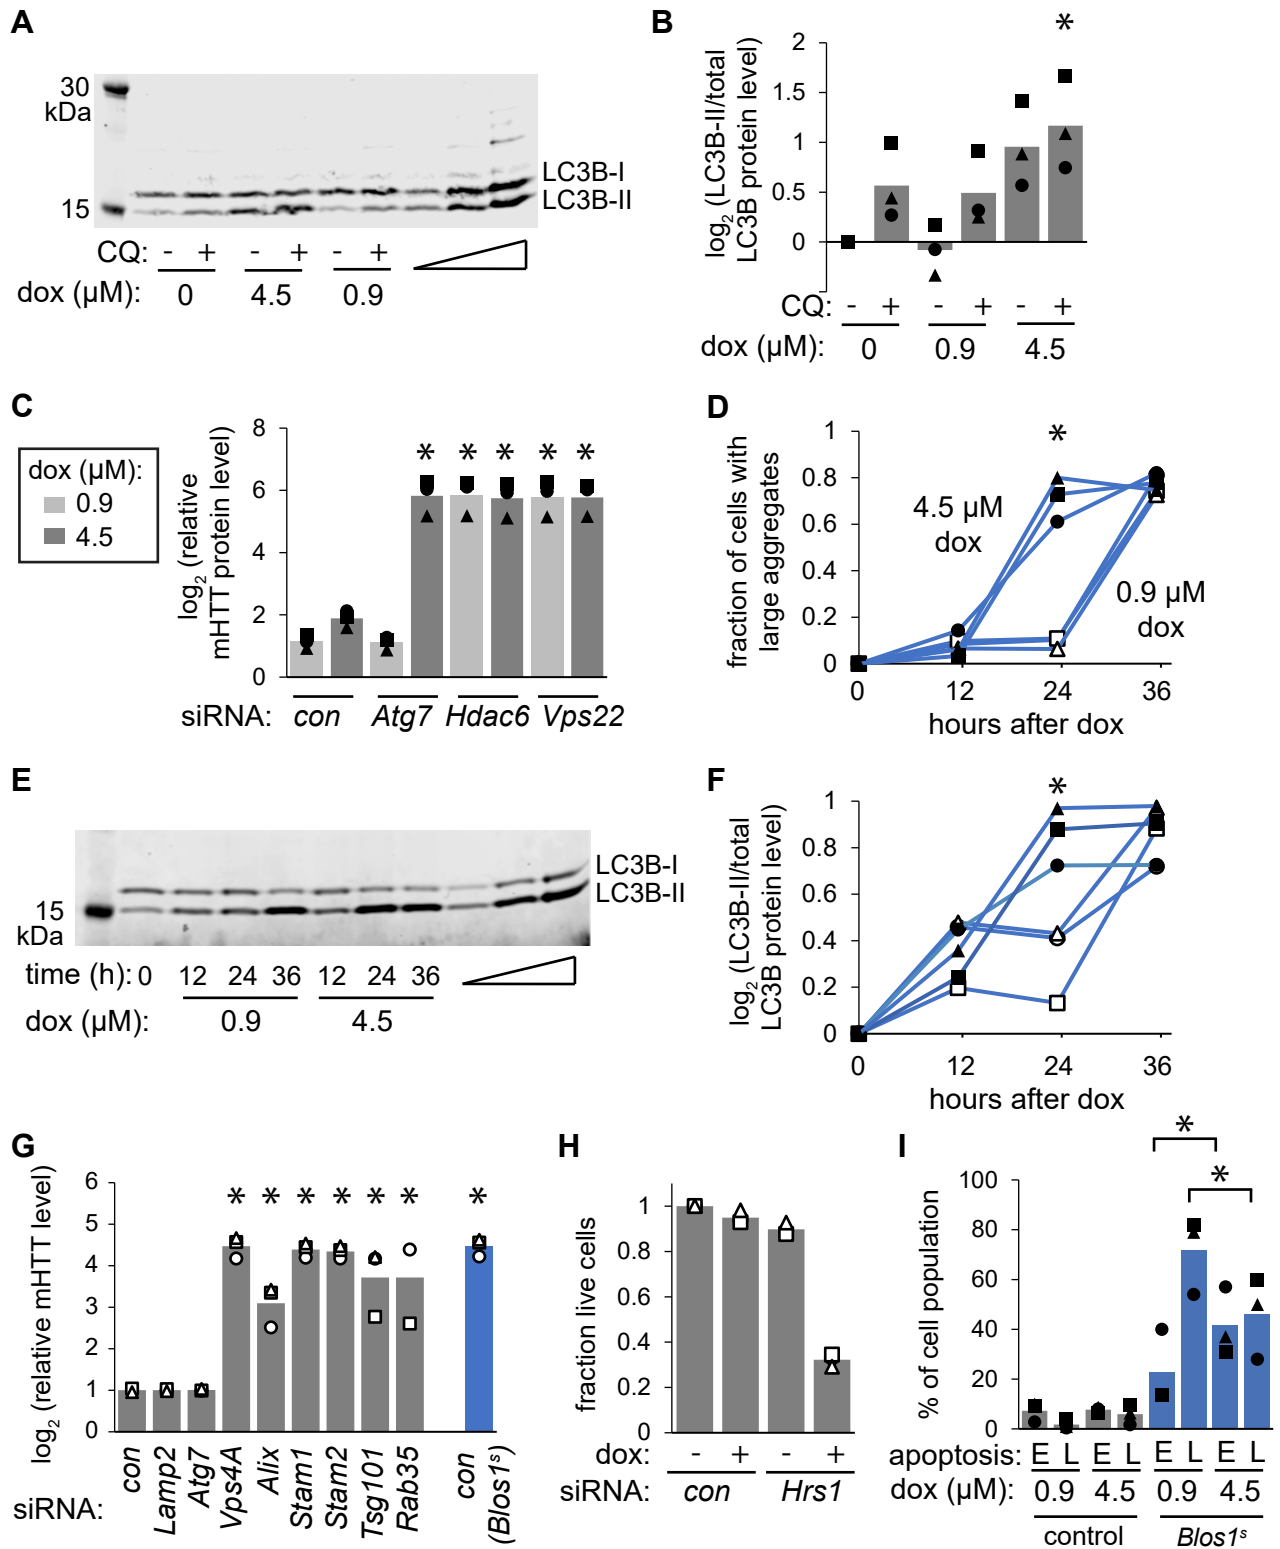 A
30
kDa
15
LC3B-I
LC3B-II
CQ: - + - + - +
dox (µM): 0 4.5 0.9
B
log2 (LC3B-II/total
LC3B protein level)
2
1.5
1
0.5
0
*
CQ: - + - + - +
dox (µM): 0 0.9 4.5
C
dox (µM):
0.9
4.5
log2 (relative
mHTT protein level)
8
6
4
2
0
* * * * *
siRNA: con Atg7 Hdac6 Vps22
D
fraction of cells with
large aggregates
1
0.8
0.6
0.4
0.2
0
*
4.5 µM
dox
0.9 µM
dox
0 12 24 36
hours after dox
E
15
kDa
LC3B-I
LC3B-II
time (h): 0 12 24 36 12 24 36
dox (µM): 0.9 4.5
F
log2 (LC3B-II/total
LC3B protein level)
1
0.8
0.6
0.4
0.2
0
*
0 12 24 36
hours after dox
G
log2 (relative mHTT level)
6
5
4
3
2
1
0
* * * * * * *
siRNA: con Lamp2 Atg7 Vps4A Alix Stam1 Stam2 Tsg101 Rab35 con (Blos1s)
H
fraction live cells
1
0.8
0.6
0.4
0.2
0
dox: - + - +
siRNA: con Hrs1
I
% of cell population
100
80
60
40
20
0
*
*
apoptosis: E L E L E L E L
dox (µM): 0.9 4.5 0.9 4.5
control Blos1s